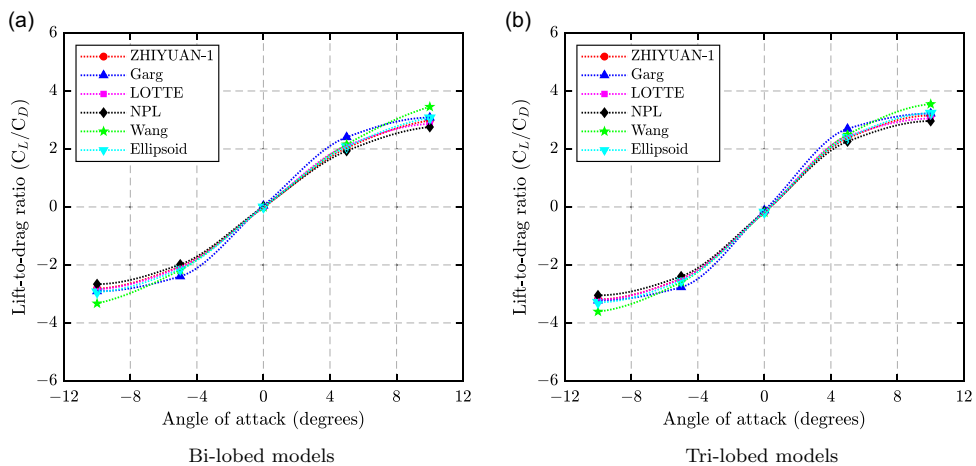 (a)
6
4
2
0
−2
−4
−6
−12
−8
−4
0
4
8
12
Lift-to-drag ratio (C_L/C_D)
Angle of attack (degrees)
ZHIYUAN-1
Garg
LOTTE
NPL
Wang
Ellipsoid
Bi-lobed models
(b)
6
4
2
0
−2
−4
−6
−12
−8
−4
0
4
8
12
Lift-to-drag ratio (C_L/C_D)
Angle of attack (degrees)
ZHIYUAN-1
Garg
LOTTE
NPL
Wang
Ellipsoid
Tri-lobed models